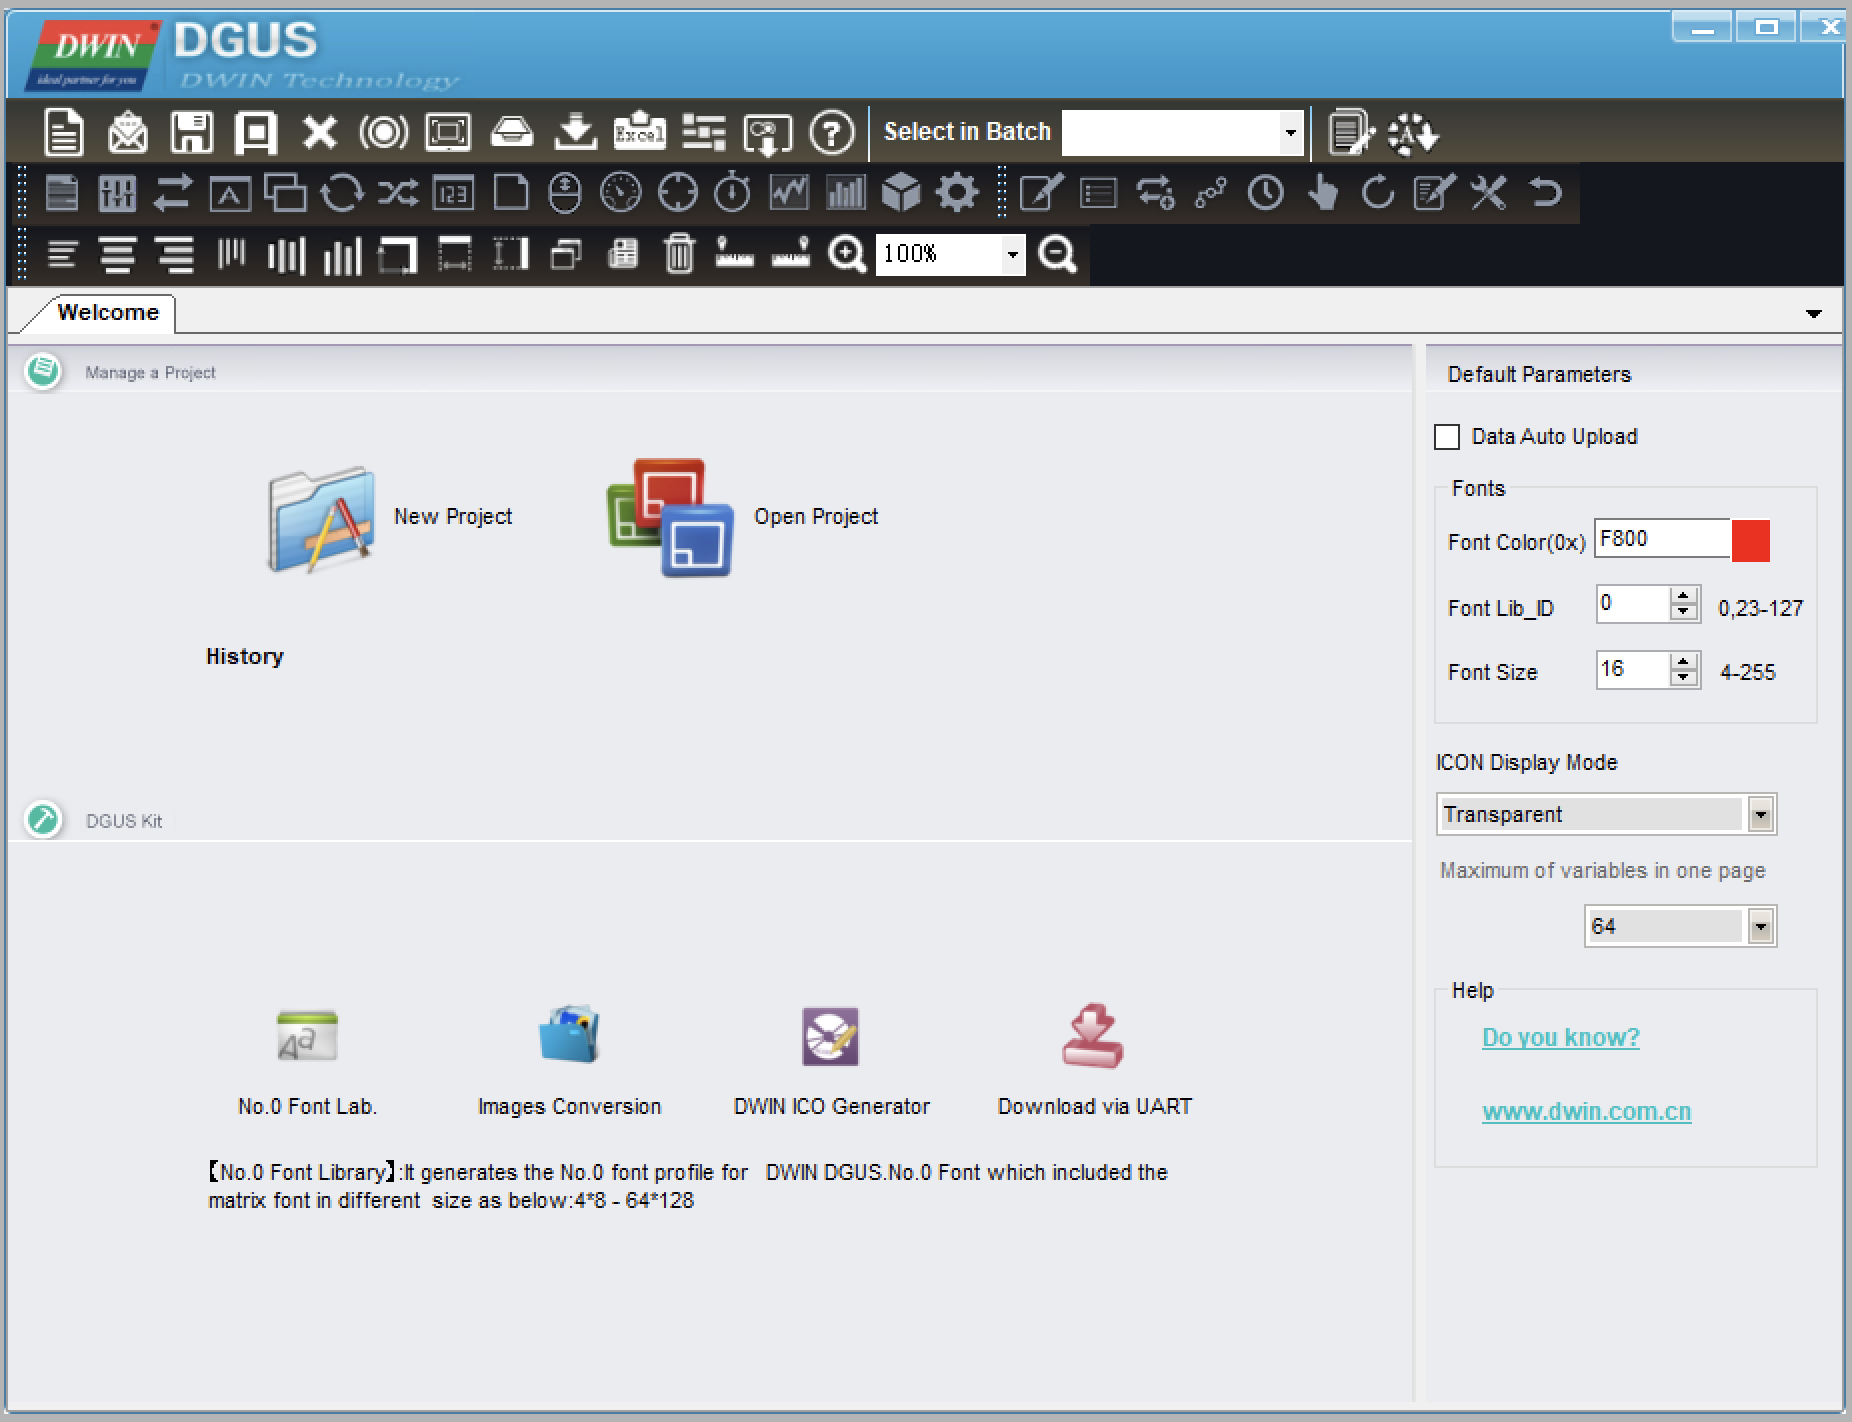 DWIN
ideal partner for you
DGUS
DWIN Technology
Excel
Select in Batch
A
A
123
100%
Welcome
Manage a Project
Default Parameters
Data Auto Upload
Fonts
New Project
Open Project
Font Color(0x)
F800
Font Lib_ID
0
0,23-127
History
Font Size
16
4-255
ICON Display Mode
Transparent
DGUS Kit
Maximum of variables in one page
64
Help
Do you know?
Aa
No.0 Font Lab.
Images Conversion
DWIN ICO Generator
Download via UART
www.dwin.com.cn
【No.0 Font Library】:It generates the No.0 font profile for DWIN DGUS.No.0 Font which included the
matrix font in different size as below:4*8 - 64*128